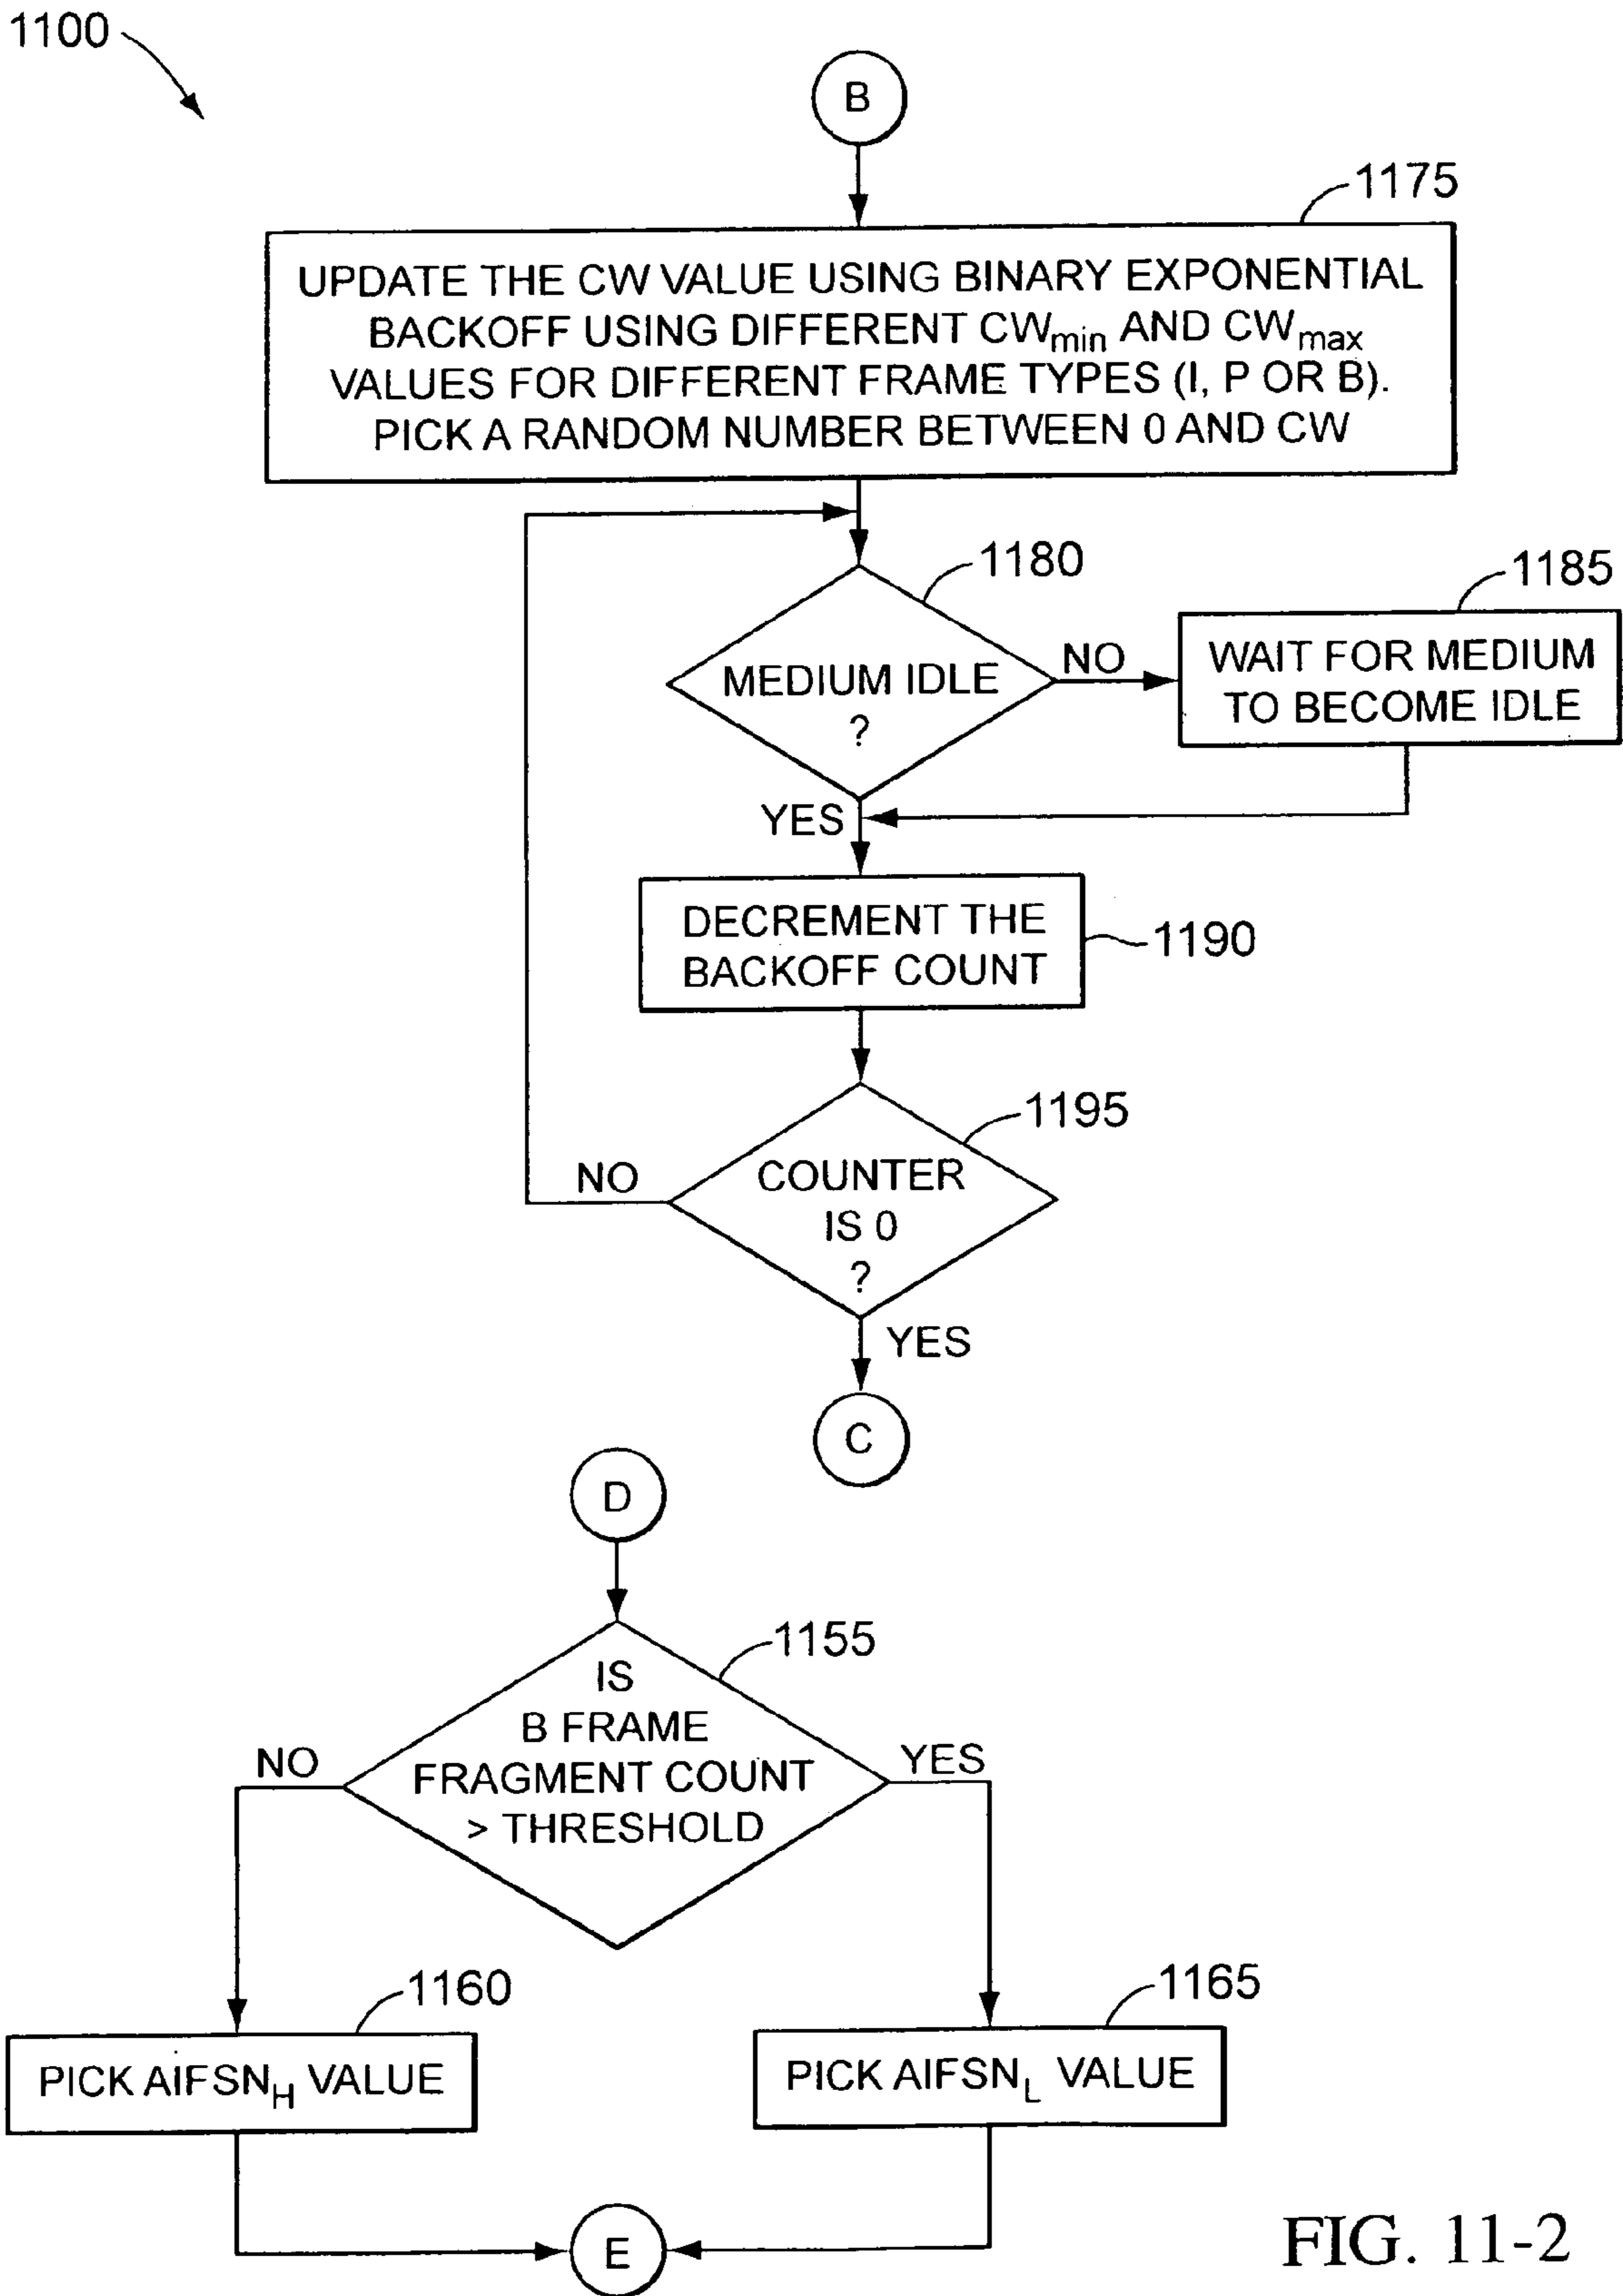 1100
B
1175
UPDATE THE CW VALUE USING BINARY EXPONENTIAL
BACKOFF USING DIFFERENT CWmin AND CWmax
VALUES FOR DIFFERENT FRAME TYPES (I, P OR B).
PICK A RANDOM NUMBER BETWEEN 0 AND CW
1180
MEDIUM IDLE
?
NO
1185
WAIT FOR MEDIUM
TO BECOME IDLE
YES
DECREMENT THE
BACKOFF COUNT
1190
1195
COUNTER
IS 0
?
NO
YES
C
D
1155
IS
B FRAME
FRAGMENT COUNT
> THRESHOLD
NO
YES
1160
PICK AIFSNH VALUE
1165
PICK AIFSNL VALUE
E
FIG. 11-2